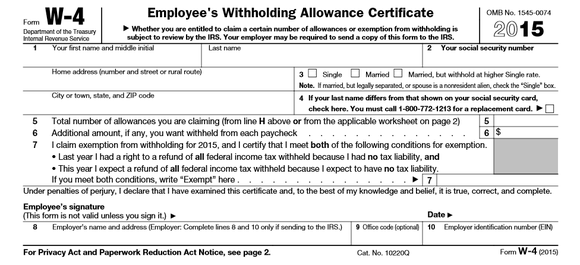 Form W-4
Department of the Treasury
Internal Revenue Service
Employee's Withholding Allowance Certificate
▶ Whether you are entitled to claim a certain number of allowances or exemption from withholding is
subject to review by the IRS. Your employer may be required to send a copy of this form to the IRS.
OMB No. 1545-0074
2015
1 Your first name and middle initial
Last name
2 Your social security number
Home address (number and street or rural route)
3 Single Married Married, but withhold at higher Single rate.
Note. If married, but legally separated, or spouse is a nonresident alien, check the "Single" box.
City or town, state, and ZIP code
4 If your last name differs from that shown on your social security card,
check here. You must call 1-800-772-1213 for a replacement card. ▶
5 Total number of allowances you are claiming (from line H above or from the applicable worksheet on page 2) 5
6 Additional amount, if any, you want withheld from each paycheck . . . . . . . . . . . . . . 6 $
7 I claim exemption from withholding for 2015, and I certify that I meet both of the following conditions for exemption.
• Last year I had a right to a refund of all federal income tax withheld because I had no tax liability, and
• This year I expect a refund of all federal income tax withheld because I expect to have no tax liability.
If you meet both conditions, write "Exempt" here . . . . . . . . . . . . . . . ▶ 7
Under penalties of perjury, I declare that I have examined this certificate and, to the best of my knowledge and belief, it is true, correct, and complete.
Employee's signature
(This form is not valid unless you sign it.) ▶
Date ▶
8 Employer's name and address (Employer: Complete lines 8 and 10 only if sending to the IRS.)
9 Office code (optional)
10 Employer identification number (EIN)
For Privacy Act and Paperwork Reduction Act Notice, see page 2.
Cat. No. 10220Q
Form W-4 (2015)